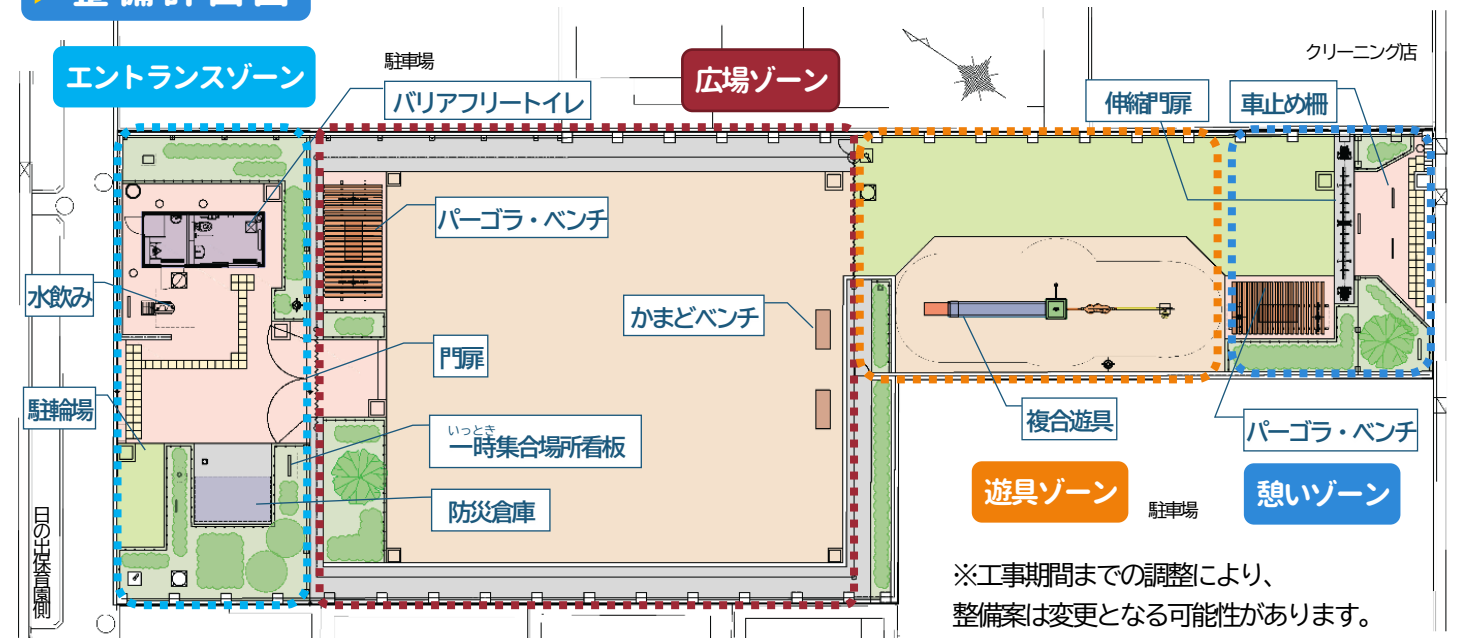 整備計画図
エントランスゾーン
駐車場
バリアフリートイレ
広場ゾーン
クリーニング店
伸縮門扉
車止め柵
パーゴラ・ベンチ
水飲み
かまどベンチ
門扉
駐輪場
いっとき
一時集合場所看板
複合遊具
パーゴラ・ベンチ
防災倉庫
遊具ゾーン
駐車場
憩いゾーン
日の出保育園側
※工事期間までの調整により、
整備案は変更となる可能性があります。